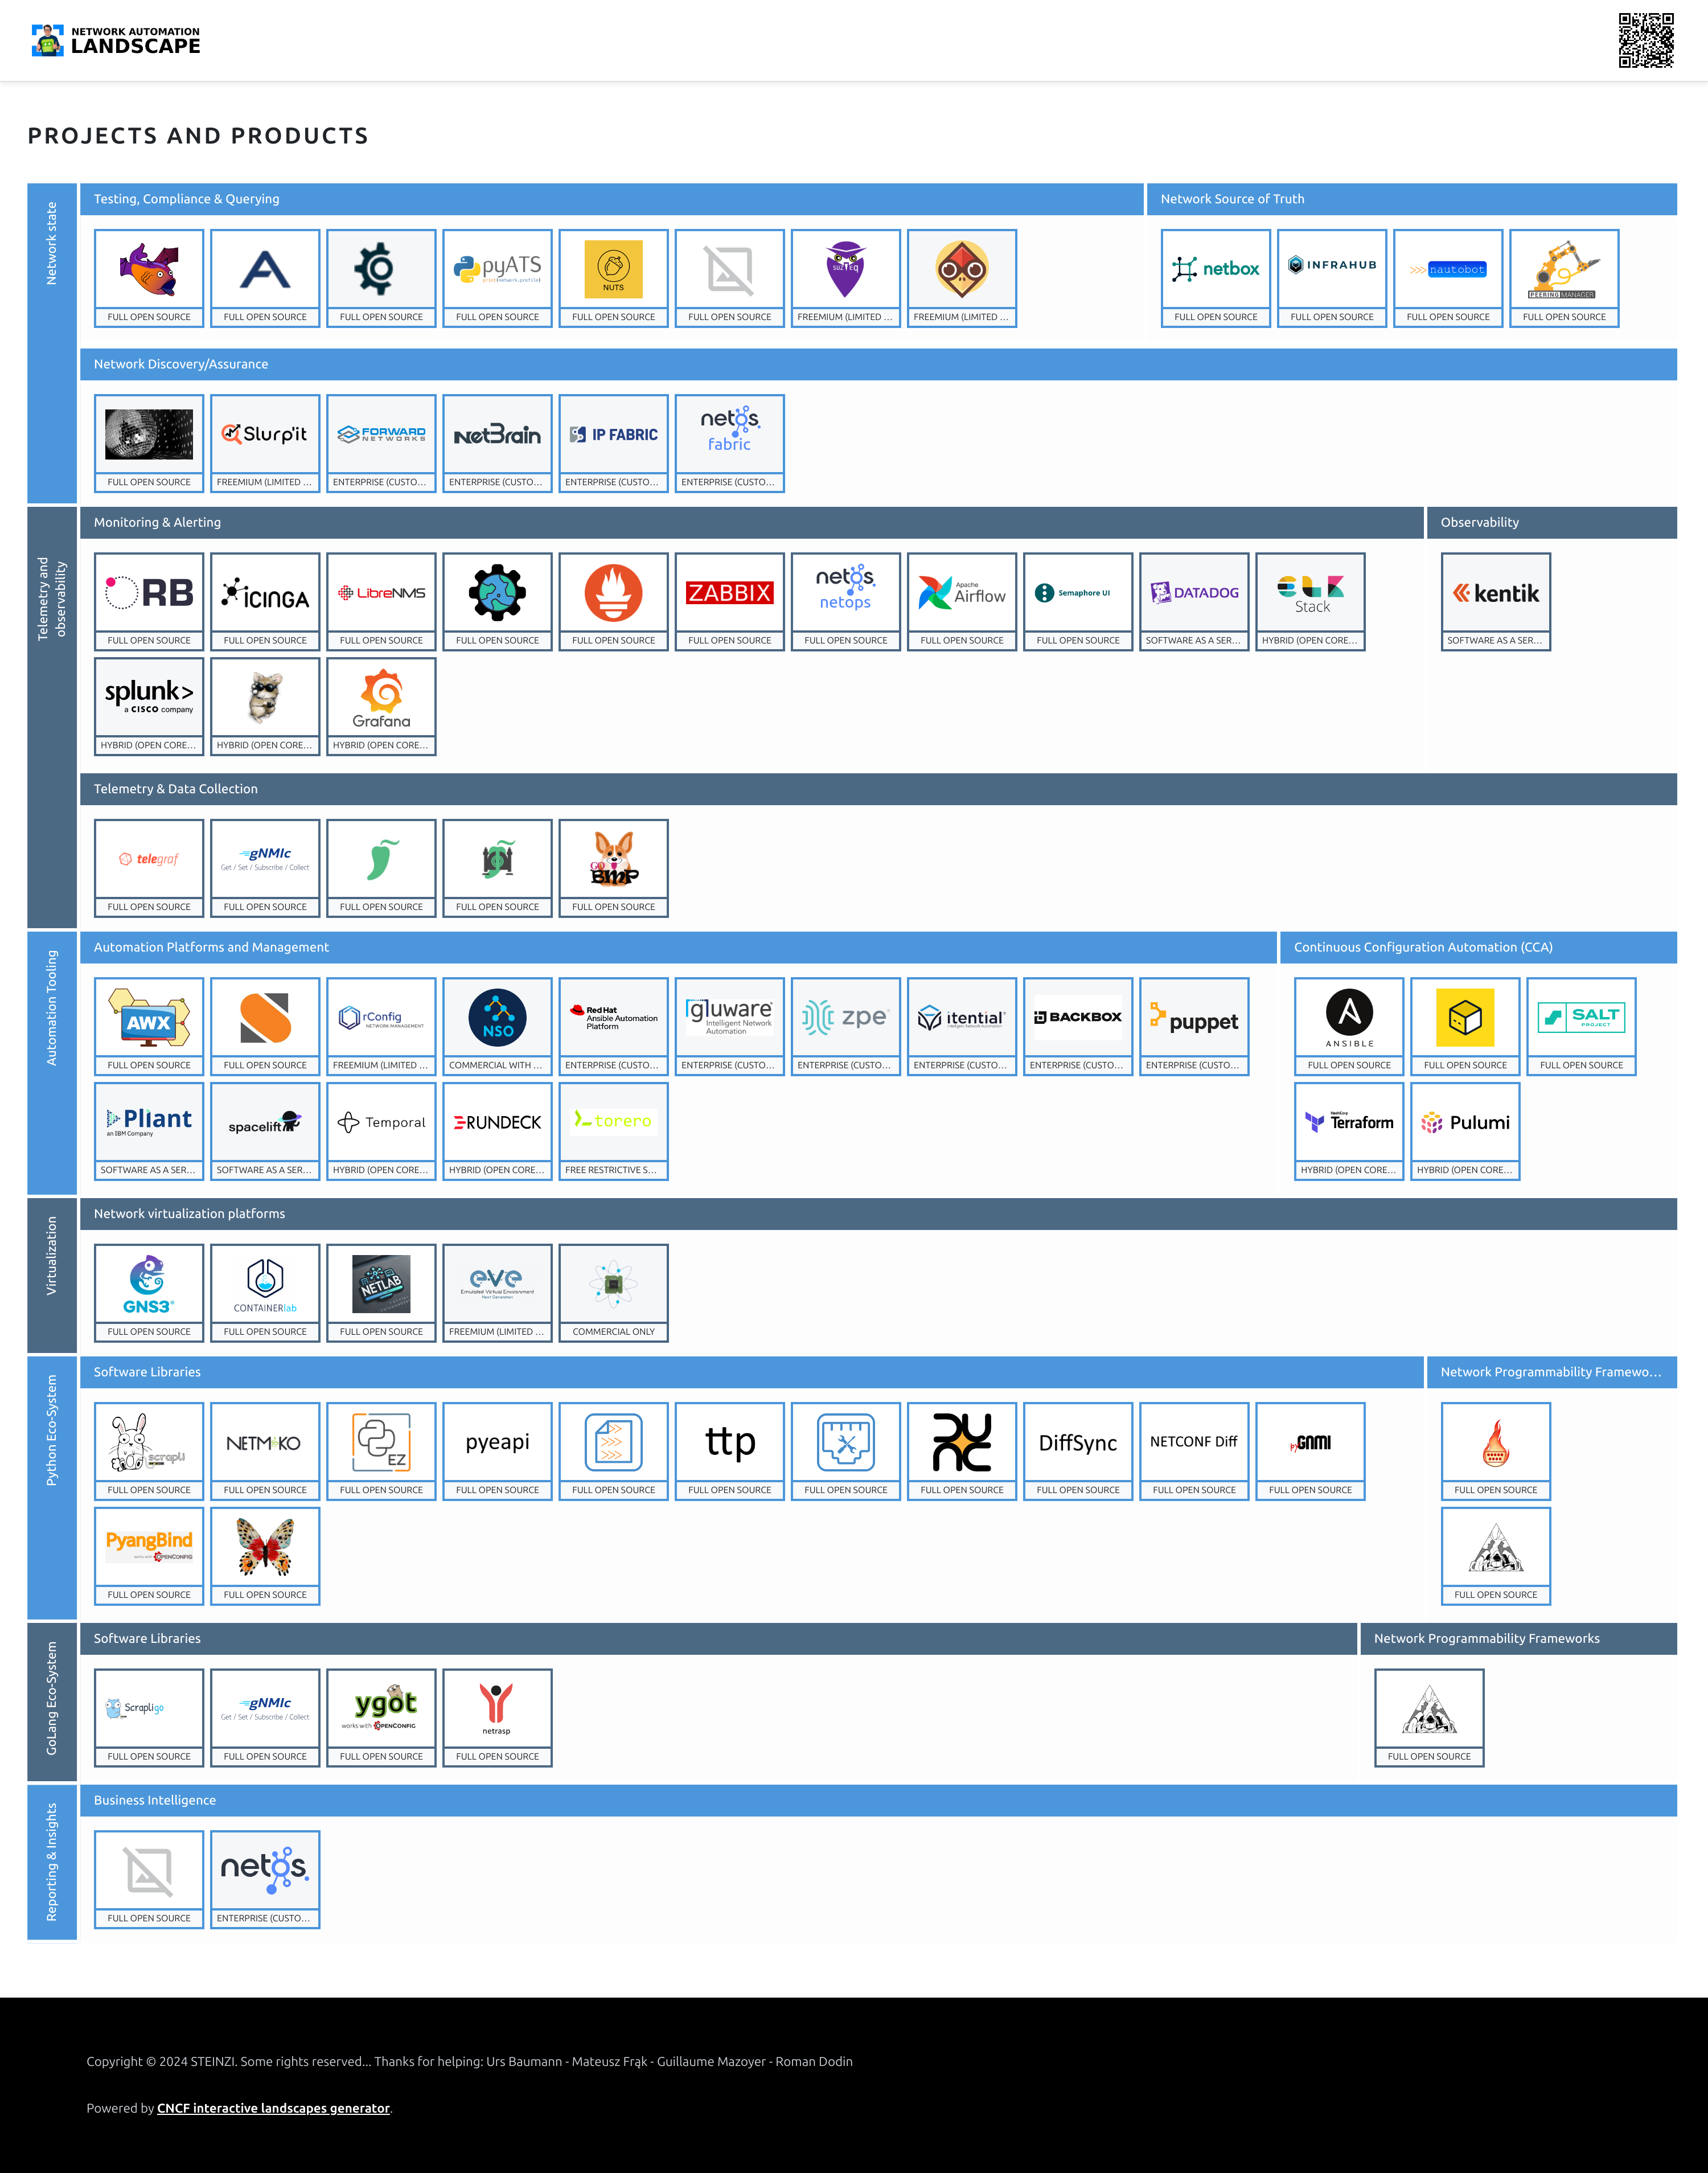 NETWORK AUTOMATION
LANDSCAPE
PROJECTS AND PRODUCTS
Network state
Testing, Compliance & Querying
Network Source of Truth
pyATS
print(network.profile)
NUTS
SUZIEQ
netbox
INFRAHUB
>>>nautobot
PEERING MANAGER
FULL OPEN SOURCE
FULL OPEN SOURCE
FULL OPEN SOURCE
FULL OPEN SOURCE
FULL OPEN SOURCE
FULL OPEN SOURCE
FREEMIUM (LIMITED ...
FREEMIUM (LIMITED ...
FULL OPEN SOURCE
FULL OPEN SOURCE
FULL OPEN SOURCE
FULL OPEN SOURCE
Network Discovery/Assurance
Slurp'it
FORWARD
NETWORKS
NetBrain
IP FABRIC
netos
fabric
FULL OPEN SOURCE
FREEMIUM (LIMITED ...
ENTERPRISE (CUSTO...
ENTERPRISE (CUSTO...
ENTERPRISE (CUSTO...
ENTERPRISE (CUSTO...
Telemetry and
observability
Monitoring & Alerting
Observability
ORB
icinga
LibreNMS
ZABBIX
netos
netops
Apache
Airflow
Semaphore UI
DATADOG
ELK
Stack
kentik
FULL OPEN SOURCE
FULL OPEN SOURCE
FULL OPEN SOURCE
FULL OPEN SOURCE
FULL OPEN SOURCE
FULL OPEN SOURCE
FULL OPEN SOURCE
FULL OPEN SOURCE
FULL OPEN SOURCE
SOFTWARE AS A SER...
HYBRID (OPEN CORE...
SOFTWARE AS A SER...
splunk>
a CISCO company
Grafana
HYBRID (OPEN CORE...
HYBRID (OPEN CORE...
HYBRID (OPEN CORE...
Telemetry & Data Collection
telegraf
gNMIc
Get / Set / Subscribe / Collect
GO
BMP
FULL OPEN SOURCE
FULL OPEN SOURCE
FULL OPEN SOURCE
FULL OPEN SOURCE
FULL OPEN SOURCE
Automation Tooling
Automation Platforms and Management
Continuous Configuration Automation (CCA)
AWX
rConfig
NETWORK MANAGEMENT
NSO
Red Hat
Ansible Automation
Platform
gluware
Intelligent Network
Automation
zpe
itential
Intelligent Network Automation
BACKBOX
puppet
ANSIBLE
SALT
PROJECT
FULL OPEN SOURCE
FULL OPEN SOURCE
FREEMIUM (LIMITED ...
COMMERCIAL WITH ...
ENTERPRISE (CUSTO...
ENTERPRISE (CUSTO...
ENTERPRISE (CUSTO...
ENTERPRISE (CUSTO...
ENTERPRISE (CUSTO...
ENTERPRISE (CUSTO...
FULL OPEN SOURCE
FULL OPEN SOURCE
FULL OPEN SOURCE
Pliant
an IBM Company
spacelift
Temporal
RUNDECK
torero
HashiCorp
Terraform
Pulumi
SOFTWARE AS A SER...
SOFTWARE AS A SER...
HYBRID (OPEN CORE...
HYBRID (OPEN CORE...
FREE RESTRICTIVE S...
HYBRID (OPEN CORE...
HYBRID (OPEN CORE...
Virtualization
Network virtualization platforms
GNS3
CONTAINERlab
NETLAB
eve
Emulated Virtual Environment
Next Generation
FULL OPEN SOURCE
FULL OPEN SOURCE
FULL OPEN SOURCE
FREEMIUM (LIMITED ...
COMMERCIAL ONLY
Python Eco-System
Software Libraries
Network Programmability Framewo...
scrapli
NETMIKO
EZ
pyeapi
ttp
DiffSync
NETCONF Diff
pyGNMI
FULL OPEN SOURCE
FULL OPEN SOURCE
FULL OPEN SOURCE
FULL OPEN SOURCE
FULL OPEN SOURCE
FULL OPEN SOURCE
FULL OPEN SOURCE
FULL OPEN SOURCE
FULL OPEN SOURCE
FULL OPEN SOURCE
FULL OPEN SOURCE
FULL OPEN SOURCE
PyangBind
works with OPENCONFIG
FULL OPEN SOURCE
FULL OPEN SOURCE
FULL OPEN SOURCE
GoLang Eco-System
Software Libraries
Network Programmability Frameworks
Scrapligo
gNMIc
Get / Set / Subscribe / Collect
ygot
works with OPENCONFIG
netrasp
FULL OPEN SOURCE
FULL OPEN SOURCE
FULL OPEN SOURCE
FULL OPEN SOURCE
FULL OPEN SOURCE
Reporting & Insights
Business Intelligence
netos
FULL OPEN SOURCE
ENTERPRISE (CUSTO...
Copyright © 2024 STEINZI. Some rights reserved... Thanks for helping: Urs Baumann - Mateusz Frąk - Guillaume Mazoyer - Roman Dodin
Powered by CNCF interactive landscapes generator.